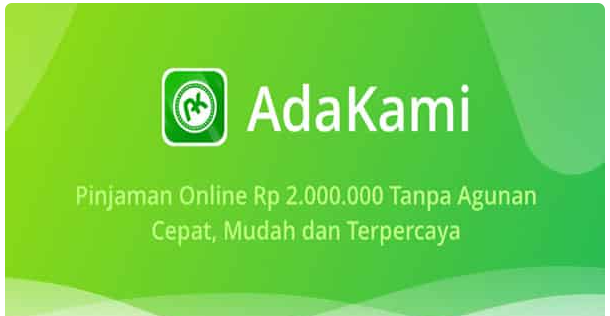 AdaKami
Pinjaman Online Rp 2.000.000 Tanpa Agunan
Cepat, Mudah dan Terpercaya